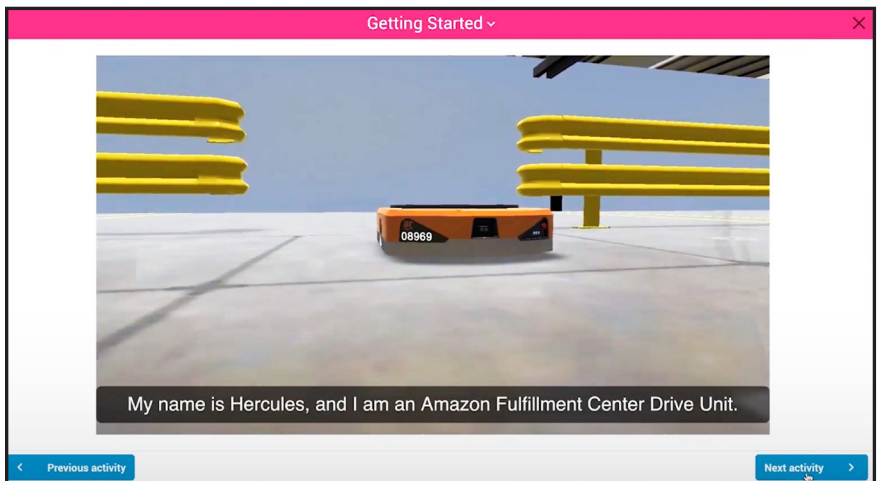 Getting Started
08969
My name is Hercules, and I am an Amazon Fulfillment Center Drive Unit.
Previous activity
Next activity